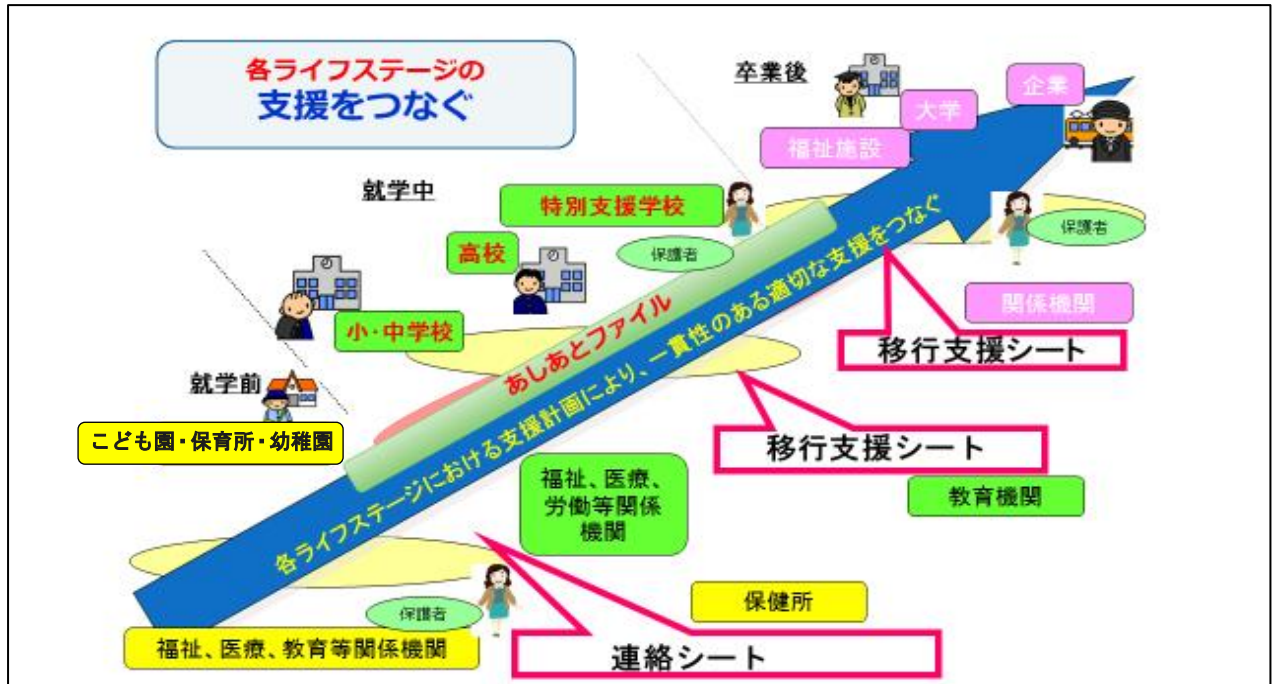 各ライフステージの
支援をつなぐ
卒業後
企業
大学
福祉施設
就学中
特別支援学校
保護者
保護者
高校
関係機関
小・中学校
移行支援シート
あしあとファイル
各ライフステージにおける支援計画により、一貫性のある適切な支援をつなぐ
就学前
こども園・保育所・幼稚園
移行支援シート
福祉、医療、
労働等関係
機関
教育機関
保健所
保護者
福祉、医療、教育等関係機関
連絡シート